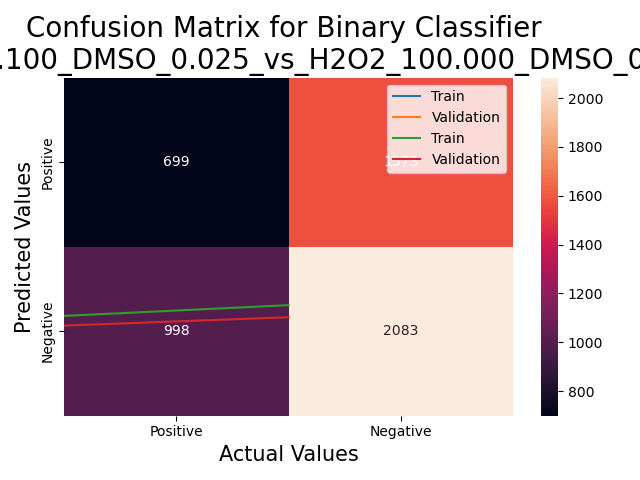 Confusion Matrix for Binary Classifier
.100_DMSO_0.025_vs_H2O2_100.000_DMSO_0
Train
Validation
Train
Validation
2000
1800
1600
1400
1200
1000
800
Predicted Values
Positive
Negative
699
998
2083
Positive
Negative
Actual Values